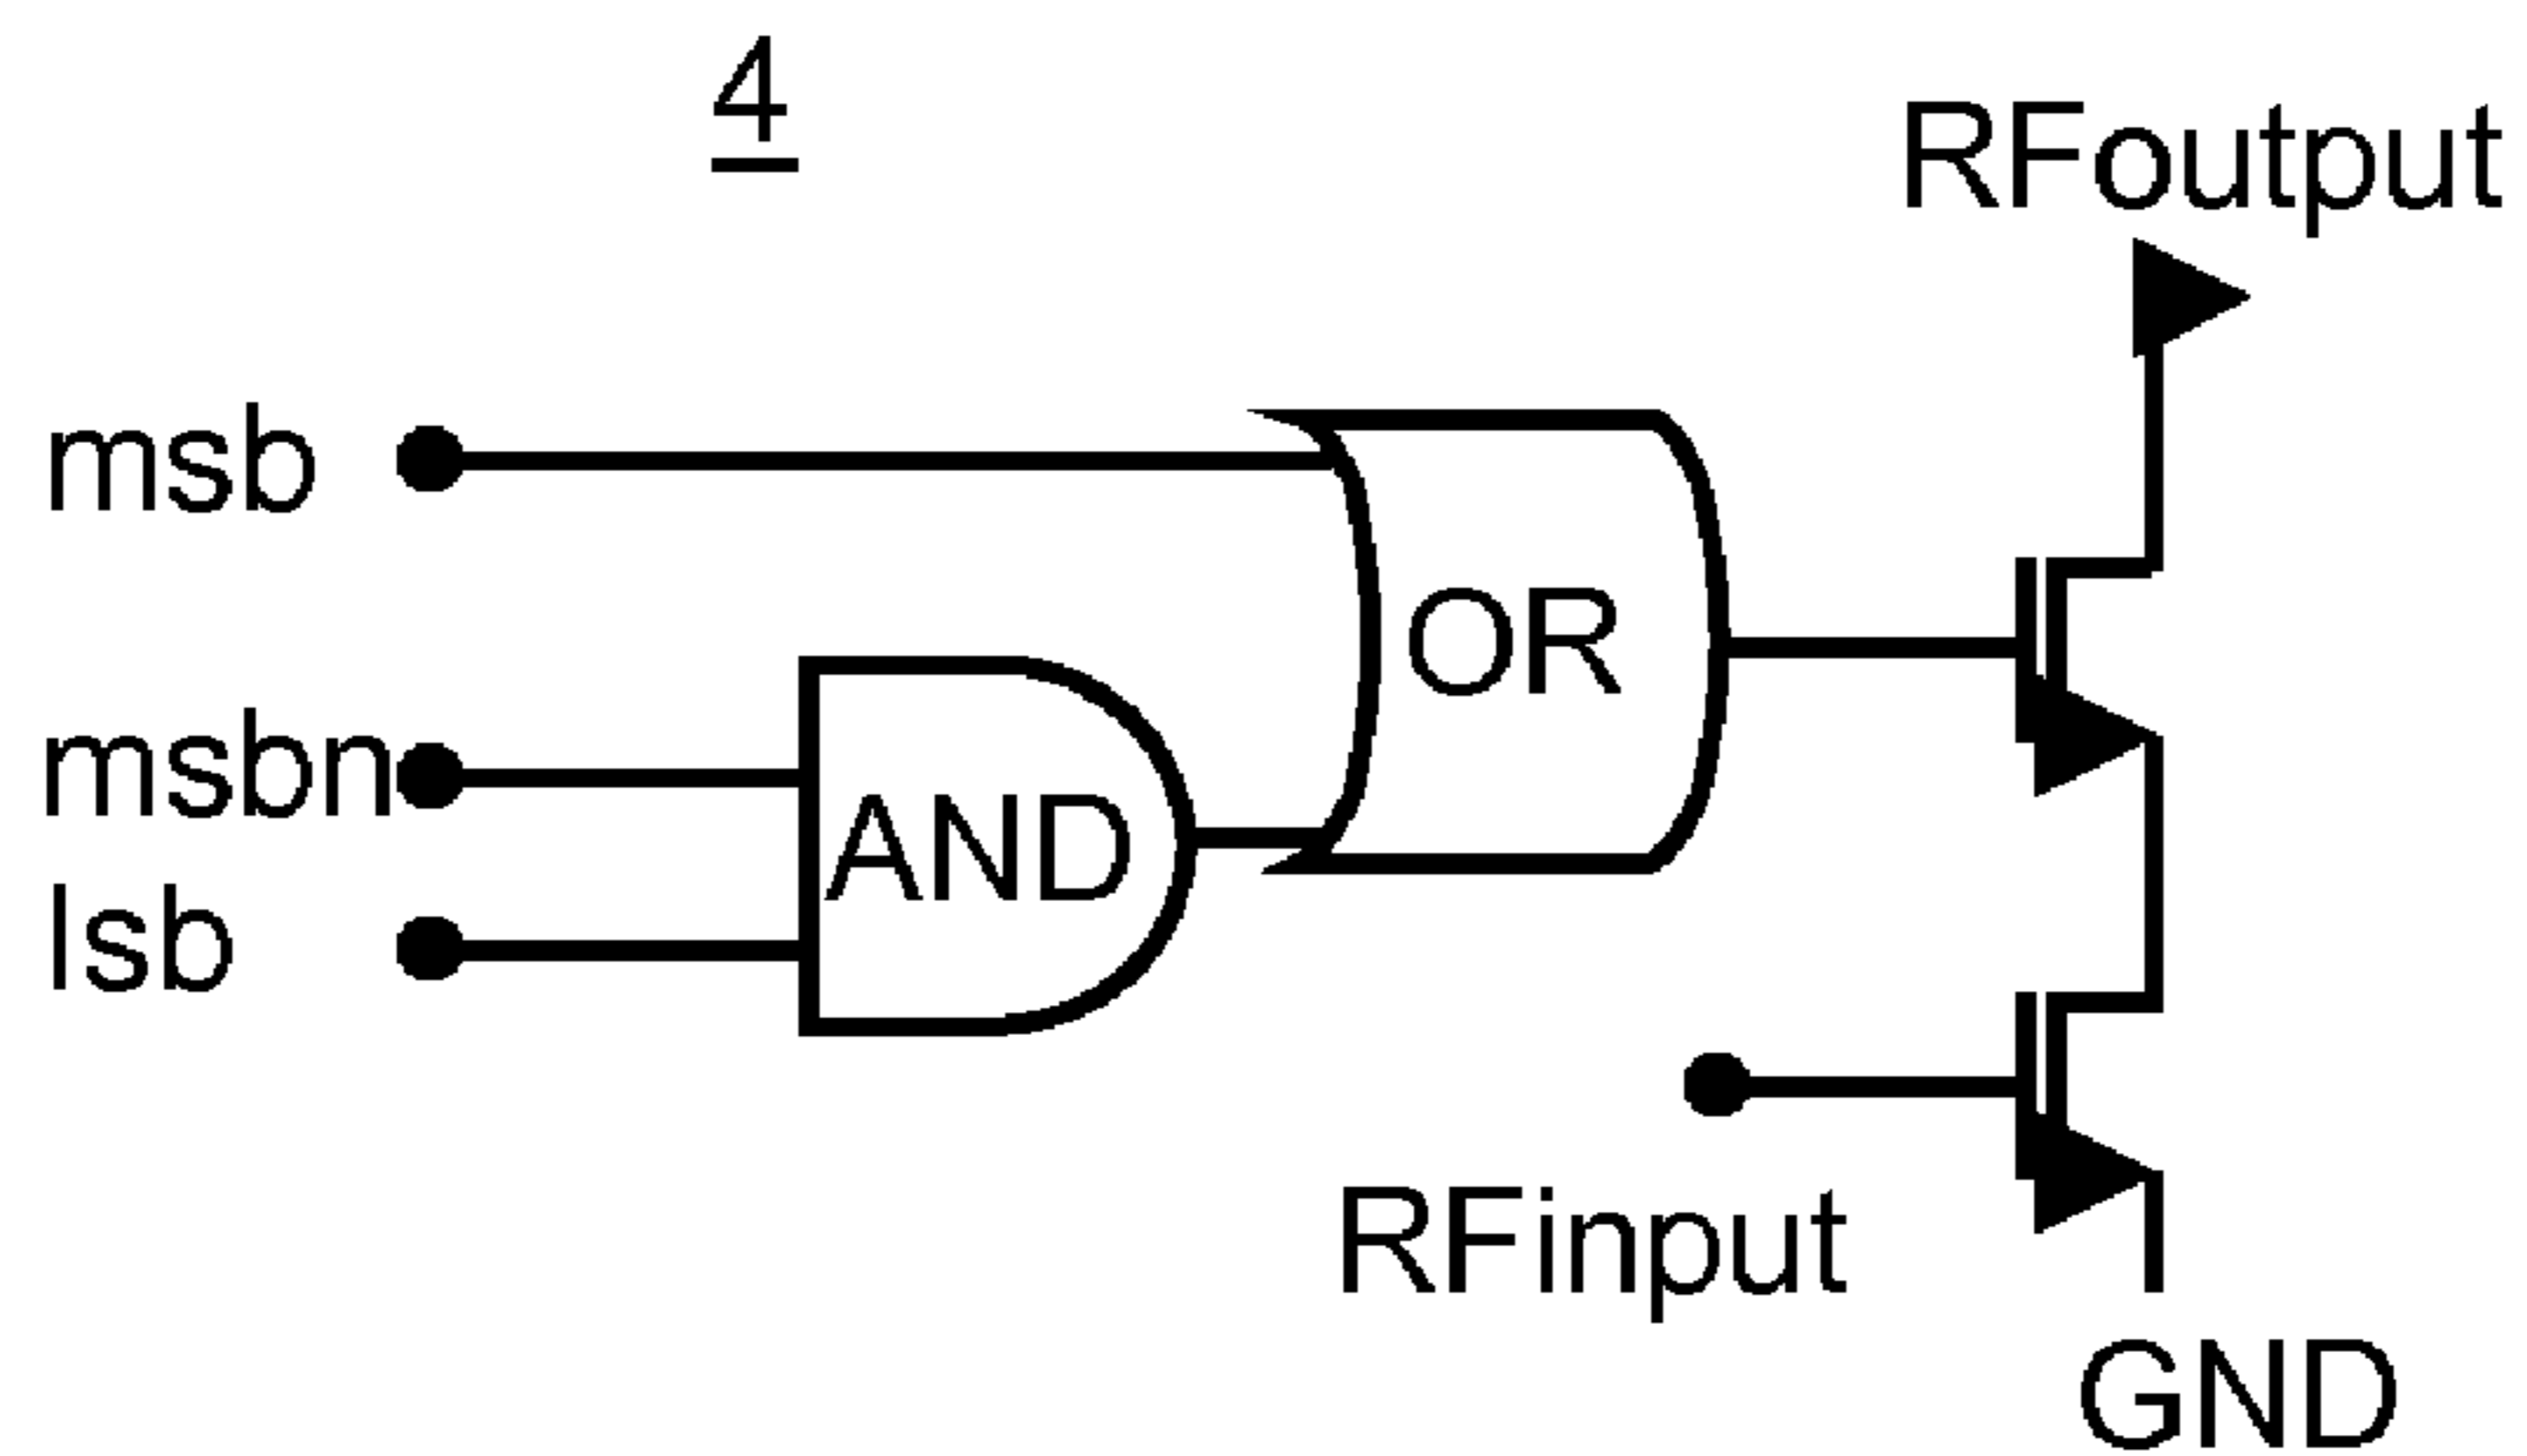 4
RFoutput
msb
OR
msbn
AND
lsb
RFinput
GND